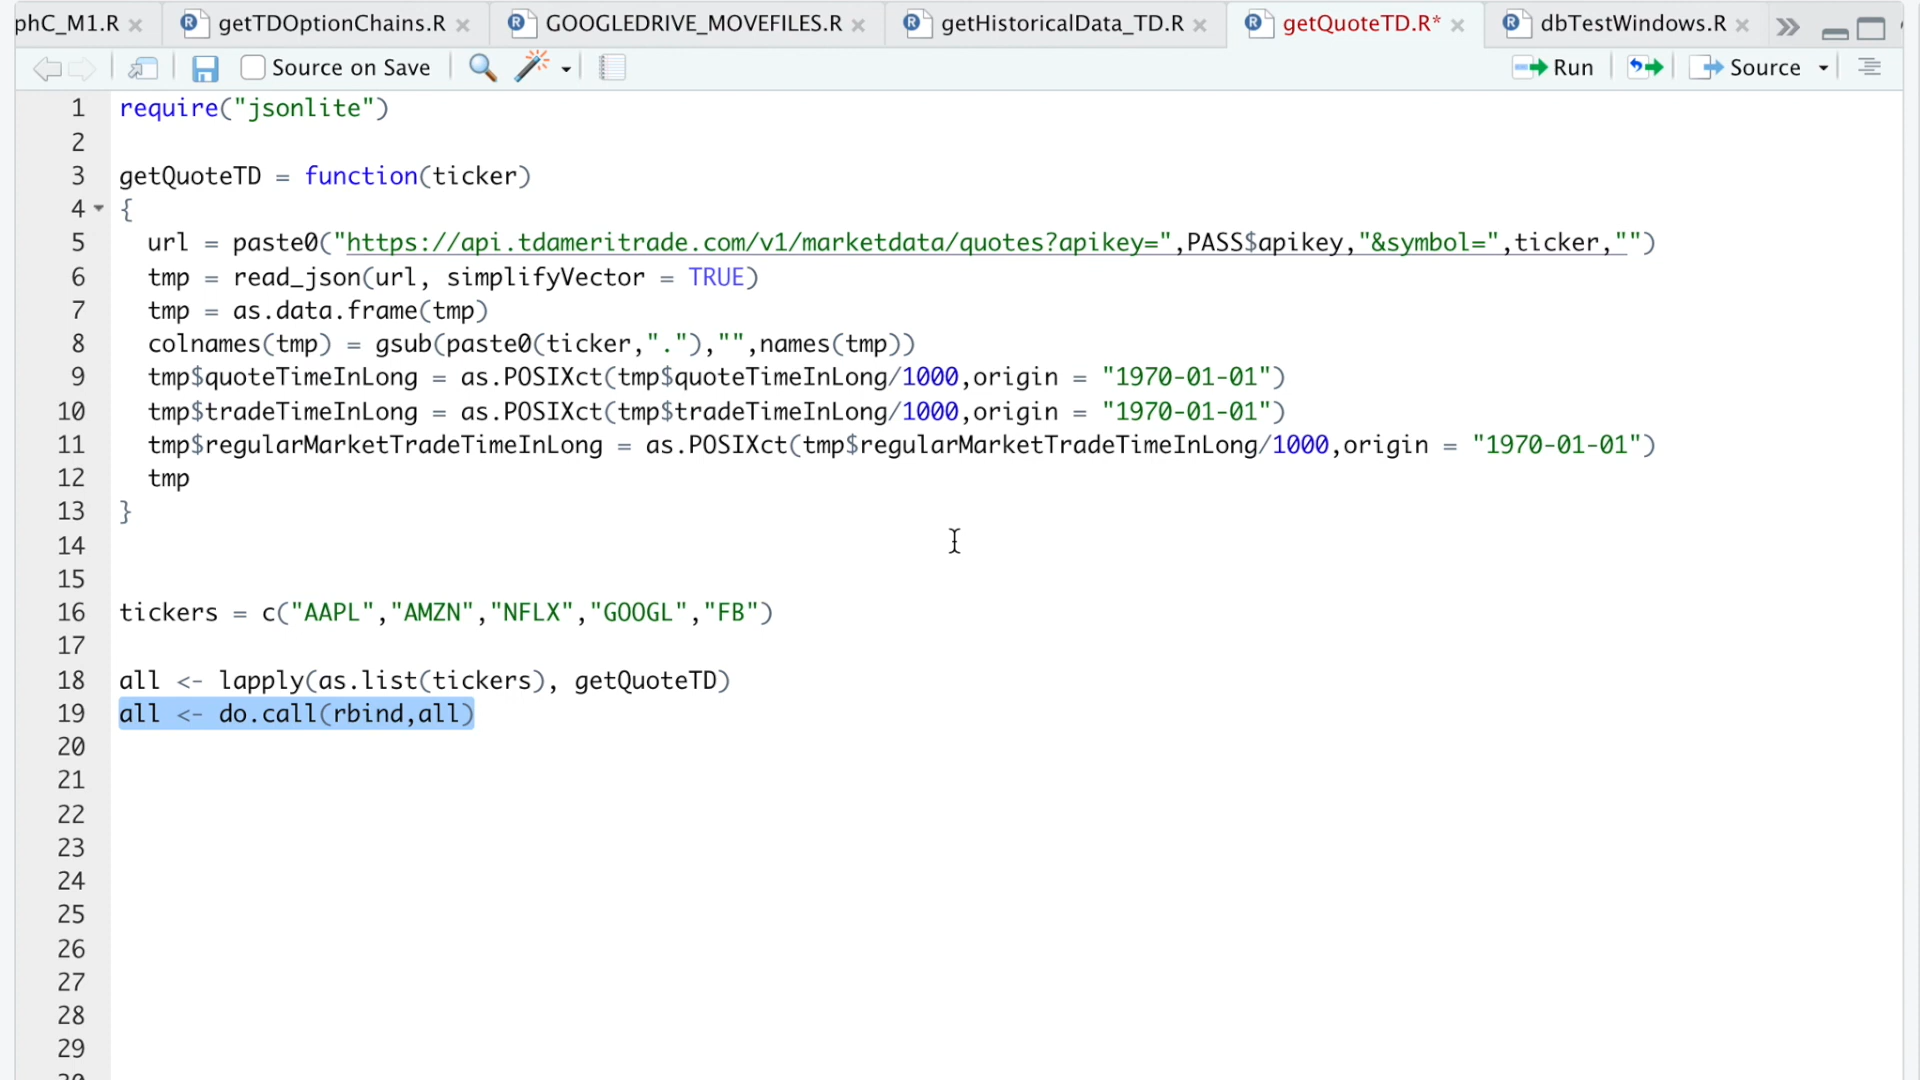 phC_M1.R getTDOptionChains.R GOOGLEDRIVE_MOVEFILES.R getHistoricalData_TD.R getQuoteTD.R* dbTestWindows.R
Source on Save Run Source
1 require("jsonlite")
2
3 getQuoteTD = function(ticker)
4 {
5 url = paste0("https://api.tdameritrade.com/v1/marketdata/quotes?apikey=",PASS$apikey,"&symbol=",ticker,"")
6 tmp = read_json(url, simplifyVector = TRUE)
7 tmp = as.data.frame(tmp)
8 colnames(tmp) = gsub(paste0(ticker,"."),"",names(tmp))
9 tmp$quoteTimeInLong = as.POSIXct(tmp$quoteTimeInLong/1000,origin = "1970-01-01")
10 tmp$tradeTimeInLong = as.POSIXct(tmp$tradeTimeInLong/1000,origin = "1970-01-01")
11 tmp$regularMarketTradeTimeInLong = as.POSIXct(tmp$regularMarketTradeTimeInLong/1000,origin = "1970-01-01")
12 tmp
13 }
14
15
16 tickers = c("AAPL","AMZN","NFLX","GOOGL","FB")
17
18 all <- lapply(as.list(tickers), getQuoteTD)
19 all <- do.call(rbind,all)
20
21
22
23
24
25
26
27
28
29